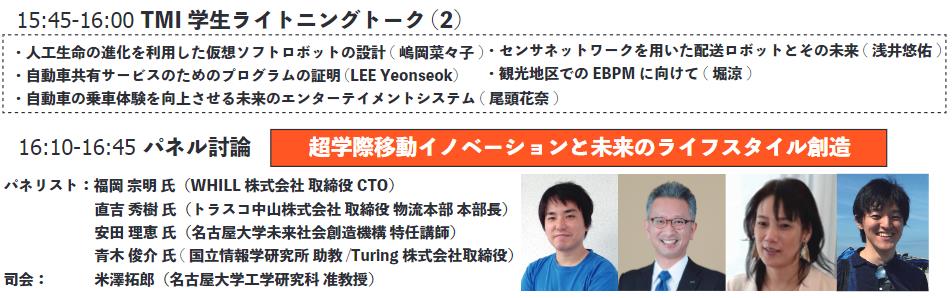 15:45-16:00 TMI 学生ライトニングトーク（2）
・人工生命の進化を利用した仮想ソフトロボットの設計（嶋岡菜々子）・センサネットワークを用いた配送ロボットとその未来（浅井悠佑）
・自動車共有サービスのためのプログラムの証明（LEE Yeonseok） ・観光地区での EBPM に向けて（堀涼）
・自動車の乗車体験を向上させる未来のエンターテイメントシステム（尾頭花奈）
16:10-16:45 パネル討論 超学際移動イノベーションと未来のライフスタイル創造
パネリスト：福岡 宗明 氏（WHILL 株式会社 取締役 CTO）
直吉 秀樹 氏（トラスコ中山株式会社 取締役 物流本部 本部長）
安田 理恵 氏（名古屋大学未来社会創造機構 特任講師）
青木 俊介 氏（国立情報学研究所 助教 /Turing 株式会社取締役）
司会： 米澤拓郎（名古屋大学工学研究科 准教授）